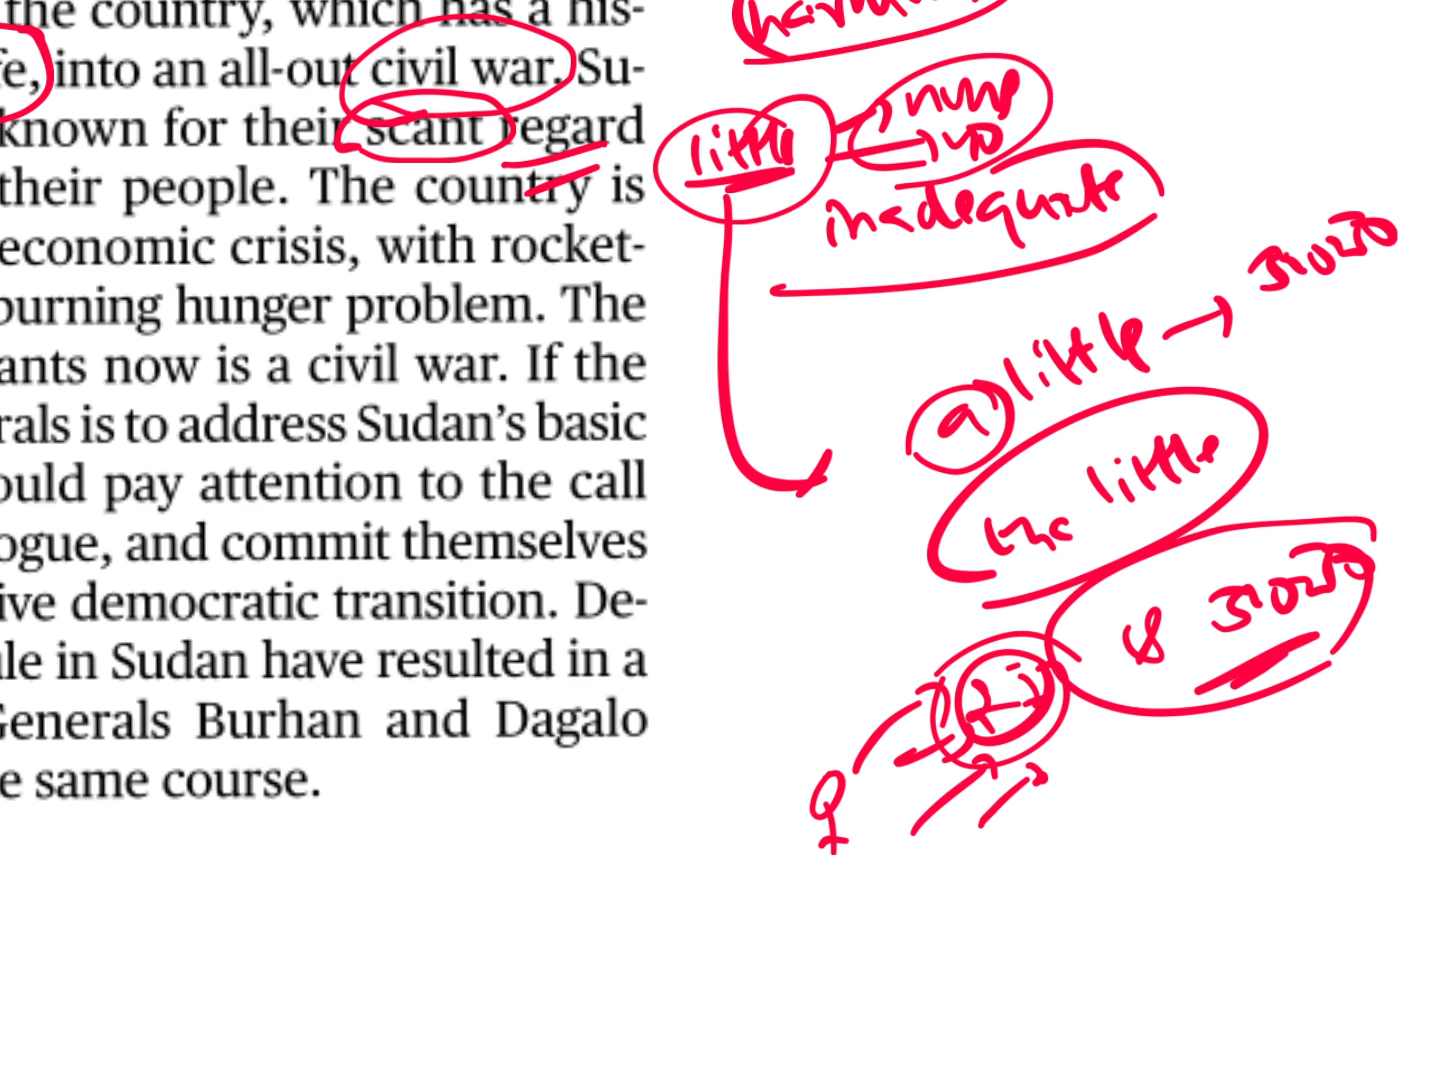 the country, which has a his-
fe, into an all-out civil war. Su-
known for their scant regard
their people. The country is
economic crisis, with rocket-
burning hunger problem. The
ants now is a civil war. If the
rals is to address Sudan's basic
ould pay attention to the call
ogue, and commit themselves
ive democratic transition. De-
ule in Sudan have resulted in a
Generals Burhan and Dagalo
e same course.
little
inadequate
a little →
the little